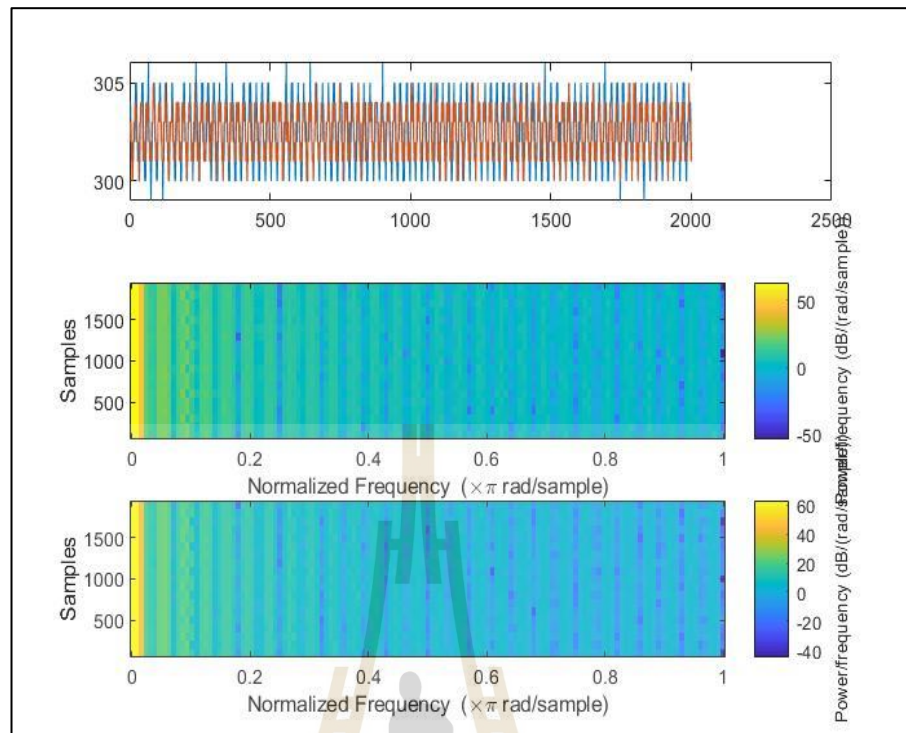 305
300
0 500 1000 1500 2000 2500
1500
1000
500
Samples
50
0
-50
Power/frequency (dB/(rad/sample))
0 0.2 0.4 0.6 0.8 1
Normalized Frequency (×π rad/sample)
1500
1000
500
Samples
60
40
20
0
-20
-40
Power/frequency (dB/(rad/sample))
0 0.2 0.4 0.6 0.8 1
Normalized Frequency (×π rad/sample)